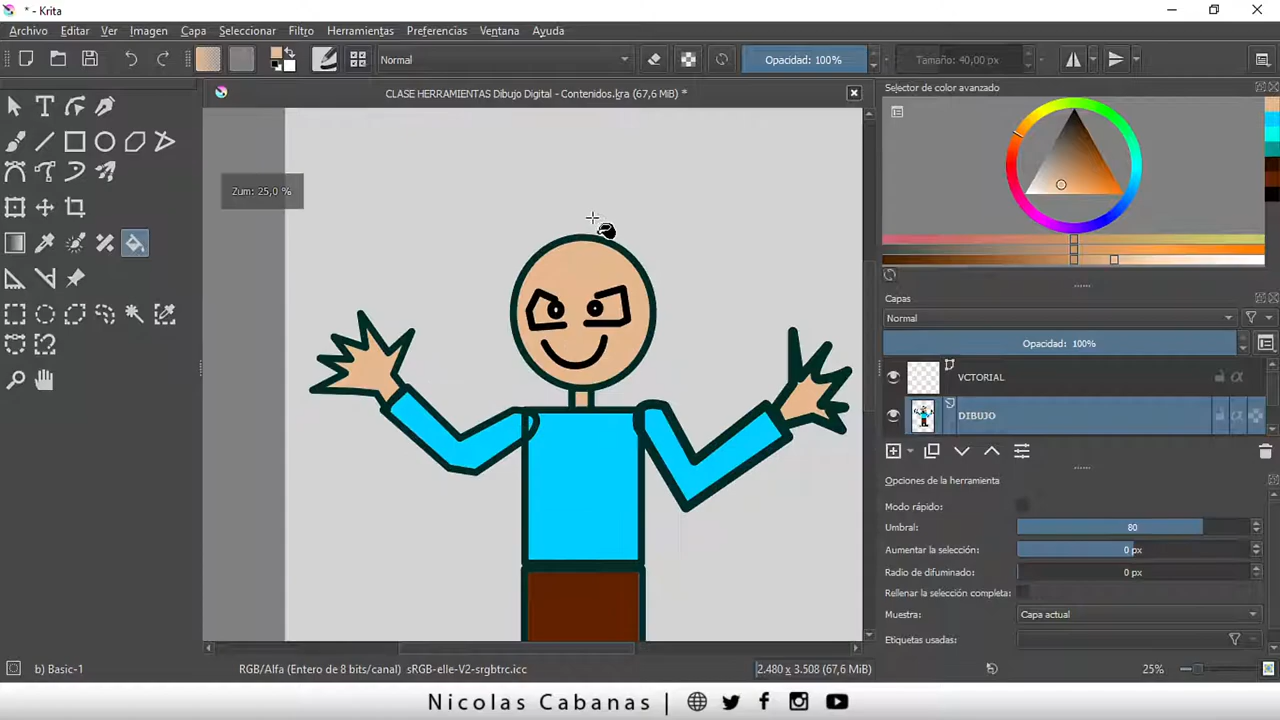 * - Krita
Archivo Editar Ver Imagen Capa Seleccionar Filtro Herramientas Preferencias Ventana Ayuda
Normal Opacidad: 100% Tamaño: 40,00 px
CLASE HERRAMIENTAS Dibujo Digital - Contenidos.kra (67,6 MiB) *
Selector de color avanzado
Zum: 25,0 %
Capas
Normal
Opacidad: 100%
VCTORIAL
DIBUJO
Opciones de la herramienta
Modo rápido:
Umbral: 80
Aumentar la selección: 0 px
Radio de difuminado: 0 px
Rellenar la selección completa:
Muestra: Capa actual
Etiquetas usadas:
b) Basic-1 RGB/Alfa (Entero de 8 bits/canal) sRGB-elle-V2-srgbtrc.icc 2.480 x 3.508 (67,6 MiB) 25%
Nicolas Cabanas |